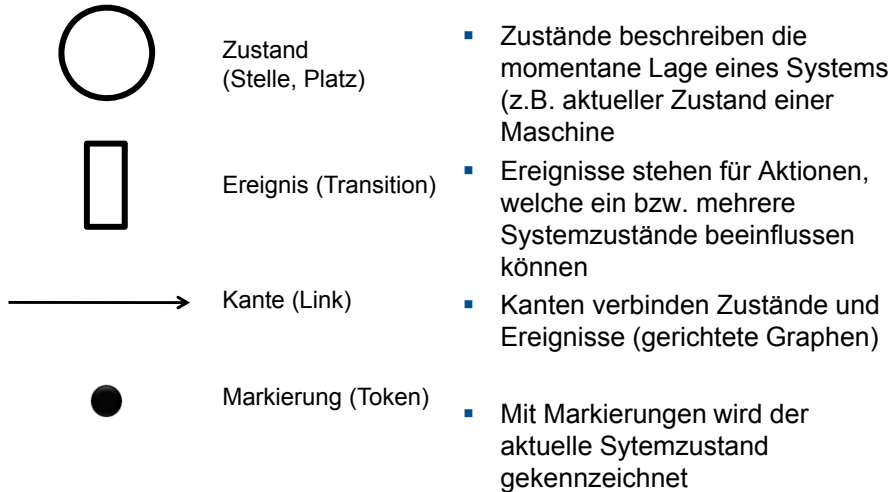 Zustand
(Stelle, Platz)
▪ Zustände beschreiben die
momentane Lage eines Systems
(z.B. aktueller Zustand einer
Maschine
Ereignis (Transition)
▪ Ereignisse stehen für Aktionen,
welche ein bzw. mehrere
Systemzustände beeinflussen
können
Kante (Link)
▪ Kanten verbinden Zustände und
Ereignisse (gerichtete Graphen)
Markierung (Token)
▪ Mit Markierungen wird der
aktuelle Sytemzustand
gekennzeichnet